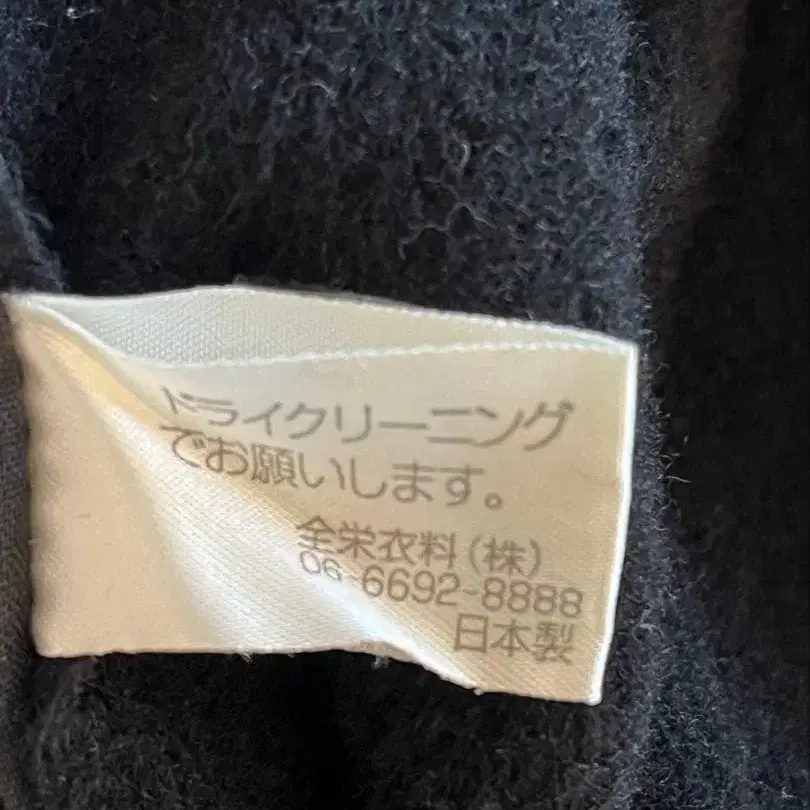 ドライクリーニング
でお願いします。
全栄衣料(株)
06-6692-8888
日本製